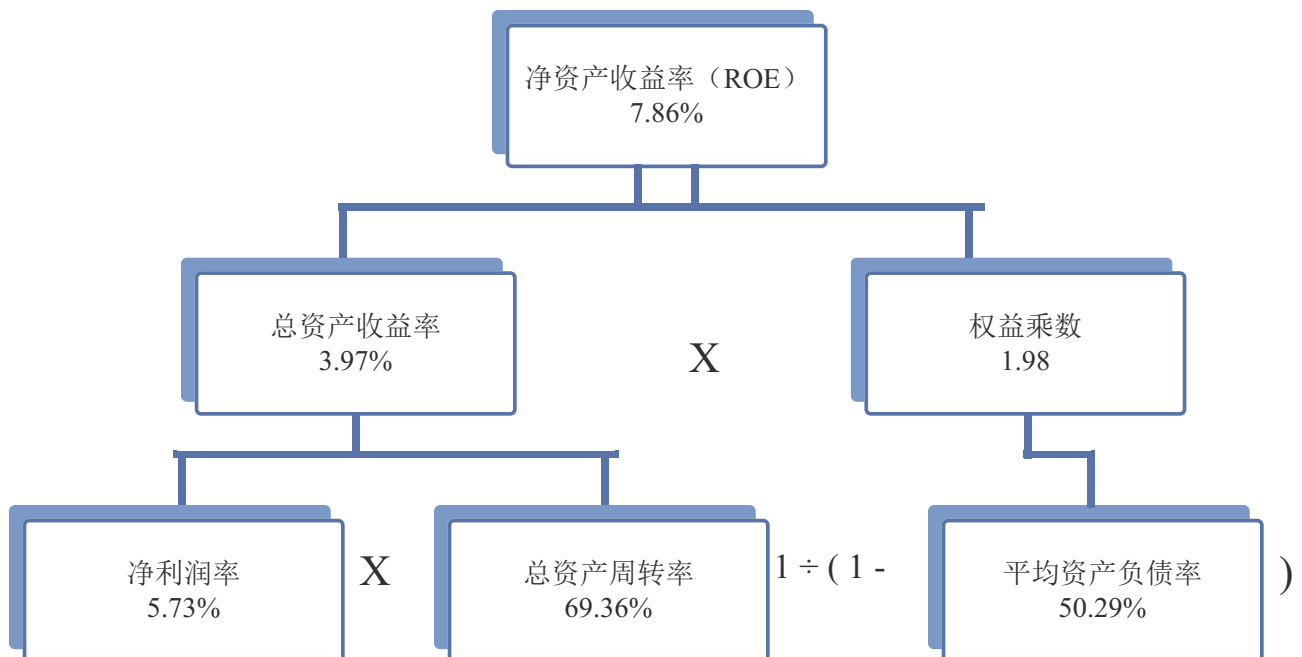 净资产收益率（ROE）
7.86%
总资产收益率
3.97%
X
权益乘数
1.98
净利润率
5.73%
X
总资产周转率
69.36%
1 ÷ ( 1 -
平均资产负债率
50.29%
)